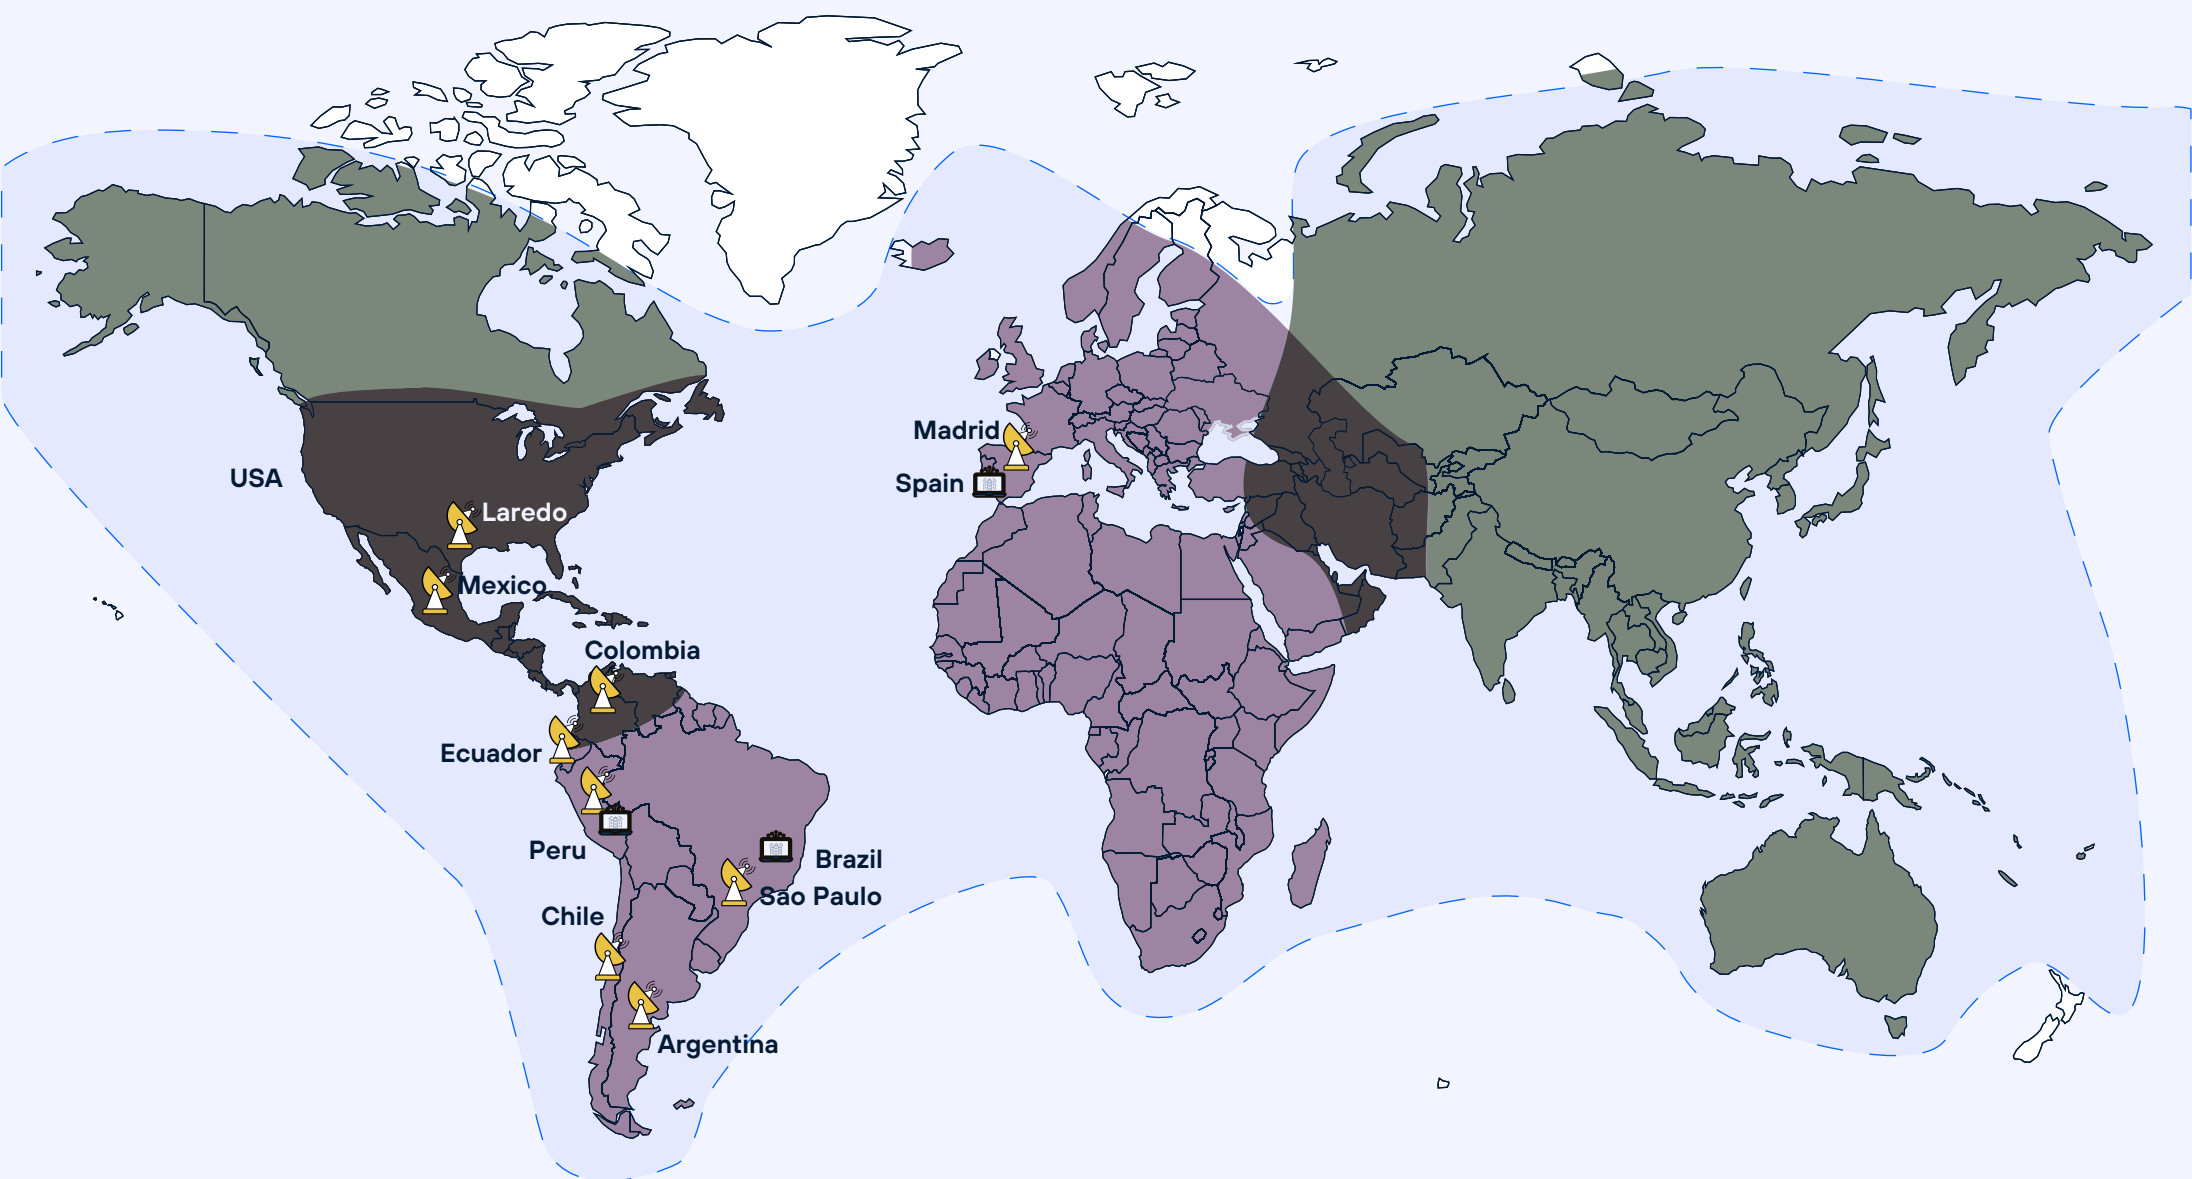 Madrid
USA
Spain
Laredo
Mexico
Colombia
Ecuador
Peru
Brazil
Sao Paulo
Chile
Argentina